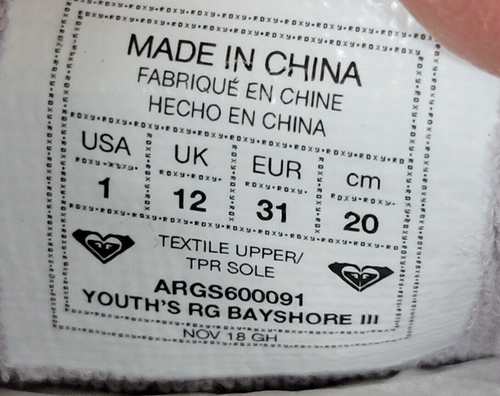 MADE IN CHINA
FABRIQUÉ EN CHINE
HECHO EN CHINA
USA UK EUR cm
1 12 31 20
TEXTILE UPPER/
TPR SOLE
ARGS600091
YOUTH'S RG BAYSHORE III
NOV 18 GH